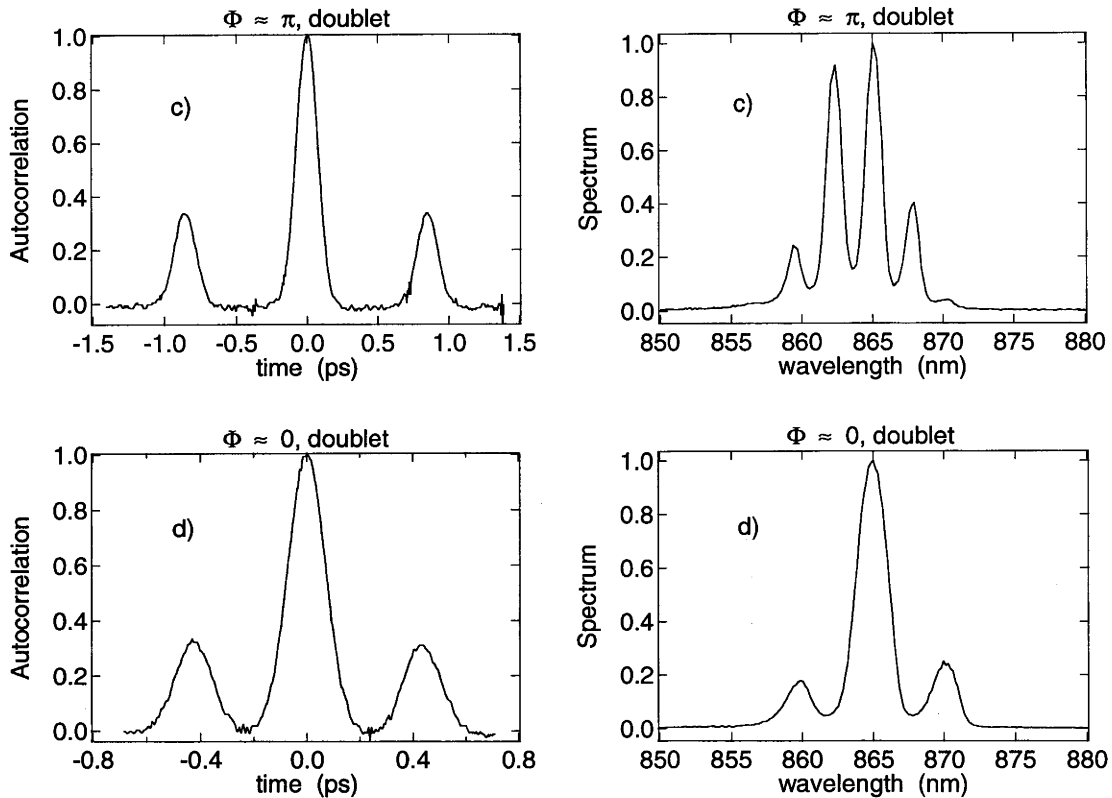 Φ ≈ π, doublet
1.0
0.8
0.6
0.4
0.2
0.0
Autocorrelation
c)
-1.5 -1.0 -0.5 0.0 0.5 1.0 1.5
time (ps)
Φ ≈ π, doublet
1.0
0.8
0.6
0.4
0.2
0.0
Spectrum
c)
850 855 860 865 870 875 880
wavelength (nm)
Φ ≈ 0, doublet
1.0
0.8
0.6
0.4
0.2
0.0
Autocorrelation
d)
-0.8 -0.4 0.0 0.4 0.8
time (ps)
Φ ≈ 0, doublet
1.0
0.8
0.6
0.4
0.2
0.0
Spectrum
d)
850 855 860 865 870 875 880
wavelength (nm)